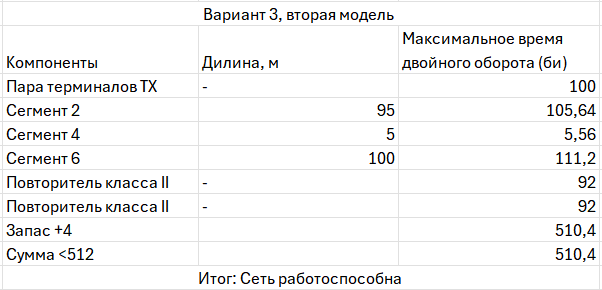 Вариант 3, вторая модель
Компоненты Дилина, м Максимальное время двойного оборота (би)
Пара терминалов TX - 100
Сегмент 2 95 105,64
Сегмент 4 5 5,56
Сегмент 6 100 111,2
Повторитель класса II - 92
Повторитель класса II - 92
Запас +4 510,4
Сумма <512 510,4
Итог: Сеть работоспособна